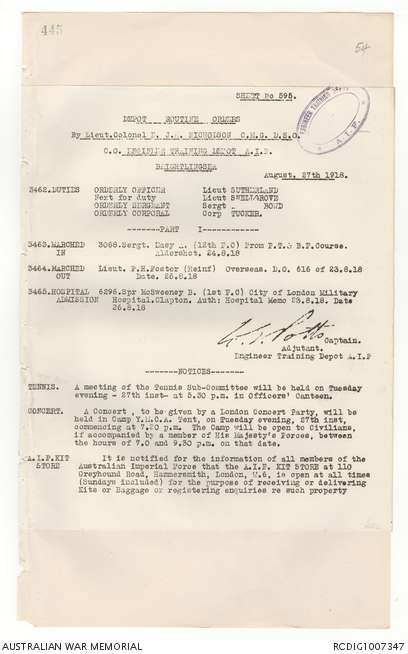 445
54
SHEET No 595.
DEPOT ROUTINE ORDERS
By Lieut.Colonel E. J.H. NICHOLSON C.M.G. D.S.O.
C.O. ENGINEER TRAINING DEPOT A.I.F.
BRIGHTLINGSEA
August. 27th 1918.
3462.DUTIES ORDERLY OFFICER Lieut SUTHERLAND
Next for duty Lieut SWELLGROVE
ORDERLY SERGEANT Sergt DOWD
ORDERLY CORPORAL Corp TUCKER.
-------PART I------------
3463.MARCHED 3068.Sergt. Easy A. (12th F.C) From P.T.& B.F.Course.
IN Aldershot. 24.8.18
3464.MARCHED Lieut. P.H.Foster (Reinf) Overseas. D.O. 616 of 23.8.18
OUT Date. 26.8.18
3465.HOSPITAL 6296.Spr McSweeney B. (1st F.C) City of London Military
ADMISSION Hospital.Clapton. Auth: Hospital Memo 23.8.18. Date
26.8.18
Captain.
Adjutant.
Engineer Training Depot A.I.F
-------NOTICES-------
TENNIS. A meeting of the Tennis Sub-Committee will be held on Tuesday
evening - 27th inst- at 5.30 p.m. in Officers' Canteen.
CONCERT. A Concert , to be given by a London Concert Party, will be
held in Camp Y.M.C.A. Tent, on Tuesday evening, 27th inst,
commencing at 7.20 p.m. The Camp will be open to Civilians,
if accompanied by a member of His Majesty's Forces, between
the hours of 7.0 and 9.30 p.m. on that date.
A.I.F.KIT It is notified for the information of all members of the
STORE Australian Imperial Force that the A.I.F. KIT STORE at 110
Greyhound Road, Hammersmith, London, W.6, is open at all times
(Sundays included) for the purpose of receiving or delivering
Kits or Baggage or registering enquiries re such property
AUSTRALIAN WAR MEMORIAL
RCDIG1007347